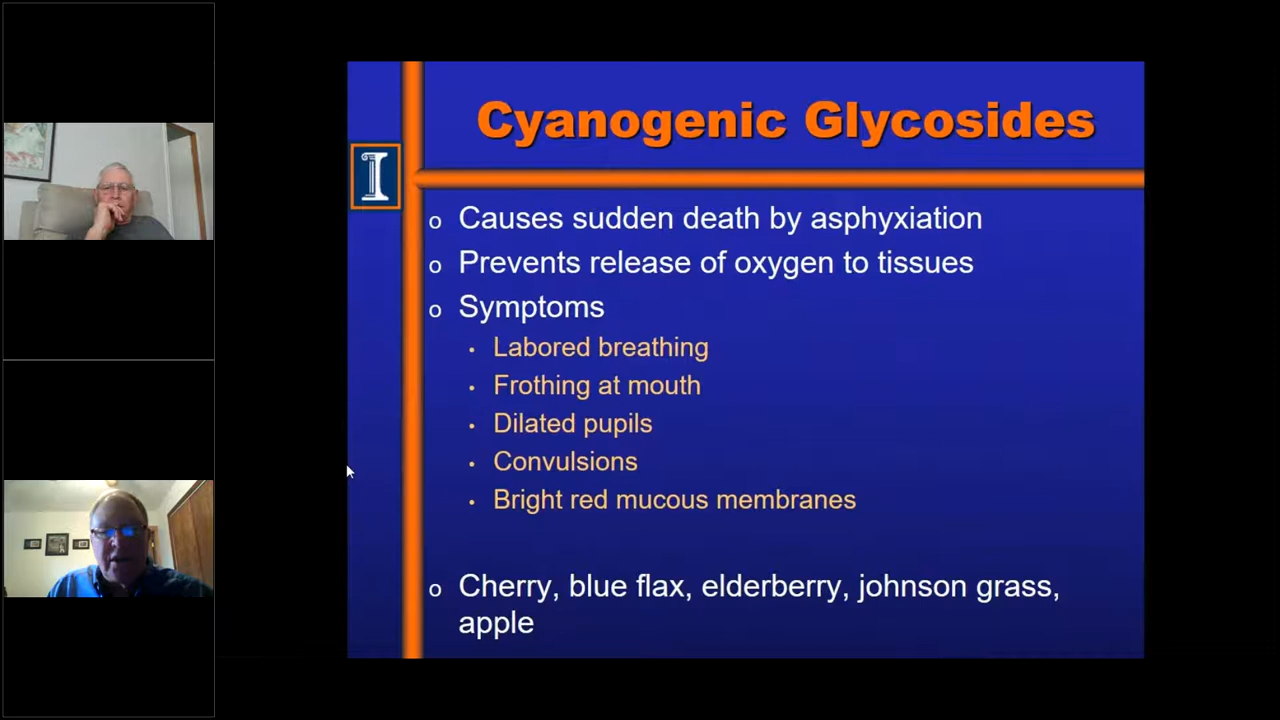 Cyanogenic Glycosides
I
o Causes sudden death by asphyxiation
o Prevents release of oxygen to tissues
o Symptoms
• Labored breathing
• Frothing at mouth
• Dilated pupils
• Convulsions
• Bright red mucous membranes
o Cherry, blue flax, elderberry, johnson grass,
apple